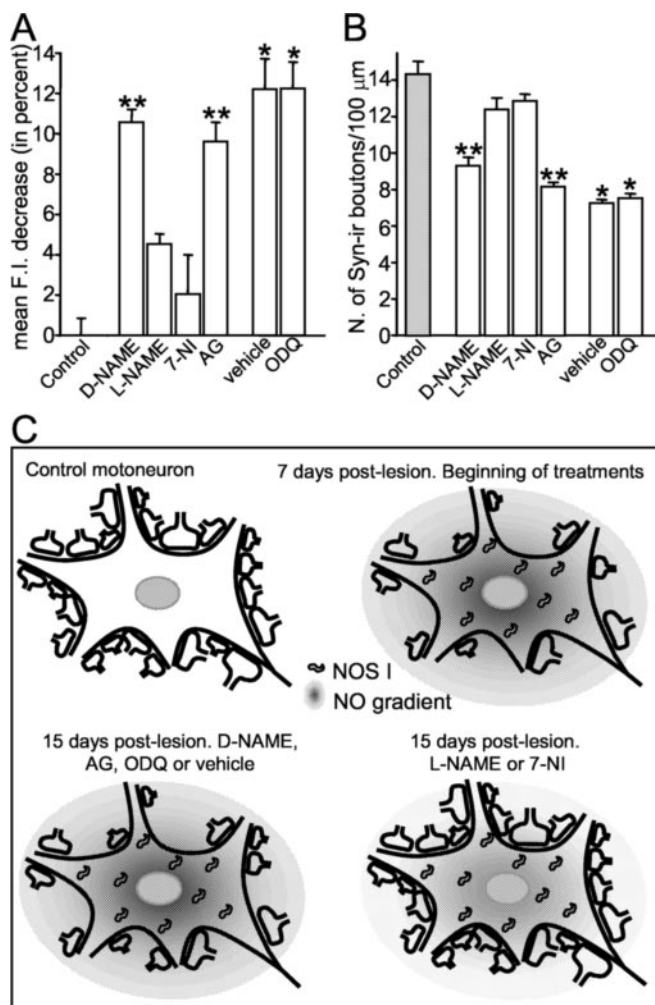 A
mean F.I. decrease (in percent)
14
12
10
8
6
4
2
0
** ** * *
Control D-NAME L-NAME 7-NI AG vehicle ODQ
B
N. of Syn-ir boutons/100 μm
14
12
10
8
6
4
2
0
** ** * *
Control D-NAME L-NAME 7-NI AG vehicle ODQ
C
Control motoneuron
7 days post-lesion. Beginning of treatments
NOS I
NO gradient
15 days post-lesion. D-NAME,
AG, ODQ or vehicle
15 days post-lesion.
L-NAME or 7-NI